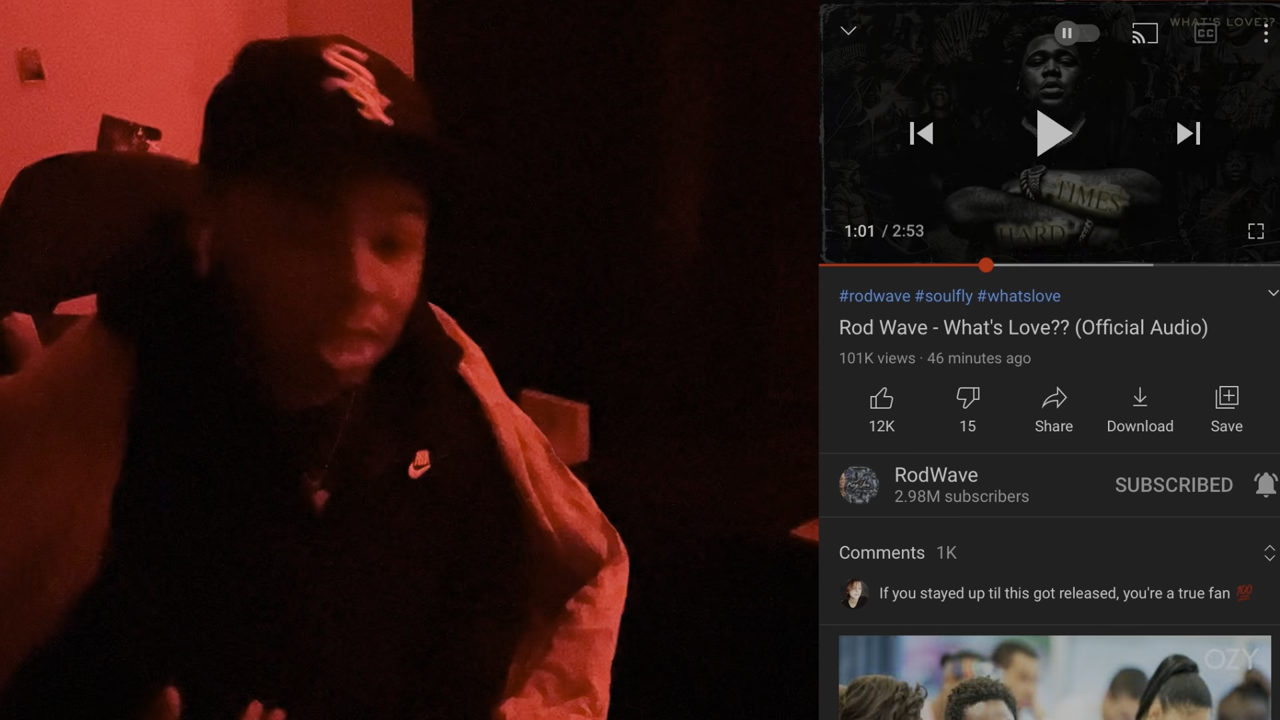 WHAT'S LOVE??
CC
TIMES
HARD
1:01 / 2:53
#rodwave #soulfly #whatslove
Rod Wave - What's Love?? (Official Audio)
101K views · 46 minutes ago
12K
15
Share
Download
Save
RodWave
2.98M subscribers
SUBSCRIBED
Comments 1K
If you stayed up til this got released, you're a true fan 💯
OZY